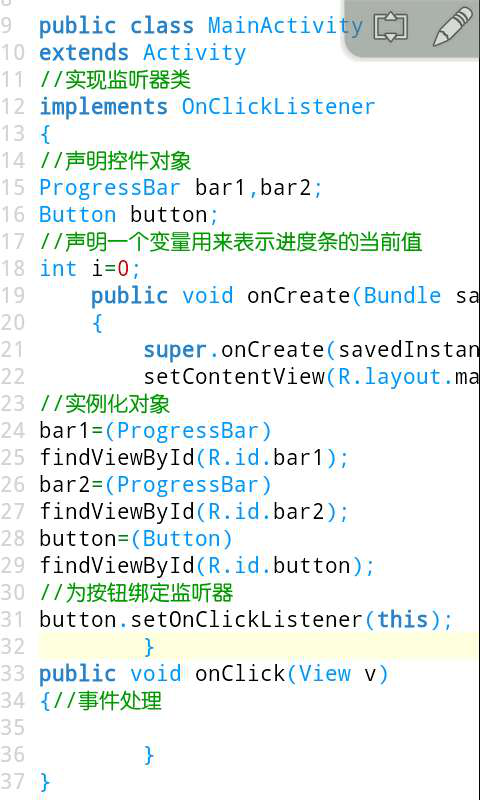 9 public class MainActivity
10 extends Activity
11 //实现监听器类
12 implements OnClickListener
13 {
14 //声明控件对象
15 ProgressBar bar1,bar2;
16 Button button;
17 //声明一个变量用来表示进度条的当前值
18 int i=0;
19     public void onCreate(Bundle sa
20     {
21         super.onCreate(savedInstan
22         setContentView(R.layout.ma
23 //实例化对象
24 bar1=(ProgressBar)
25 findViewById(R.id.bar1);
26 bar2=(ProgressBar)
27 findViewById(R.id.bar2);
28 button=(Button)
29 findViewById(R.id.button);
30 //为按钮绑定监听器
31 button.setOnClickListener(this);
32         }
33 public void onClick(View v)
34 {//事件处理
35
36         }
37 }